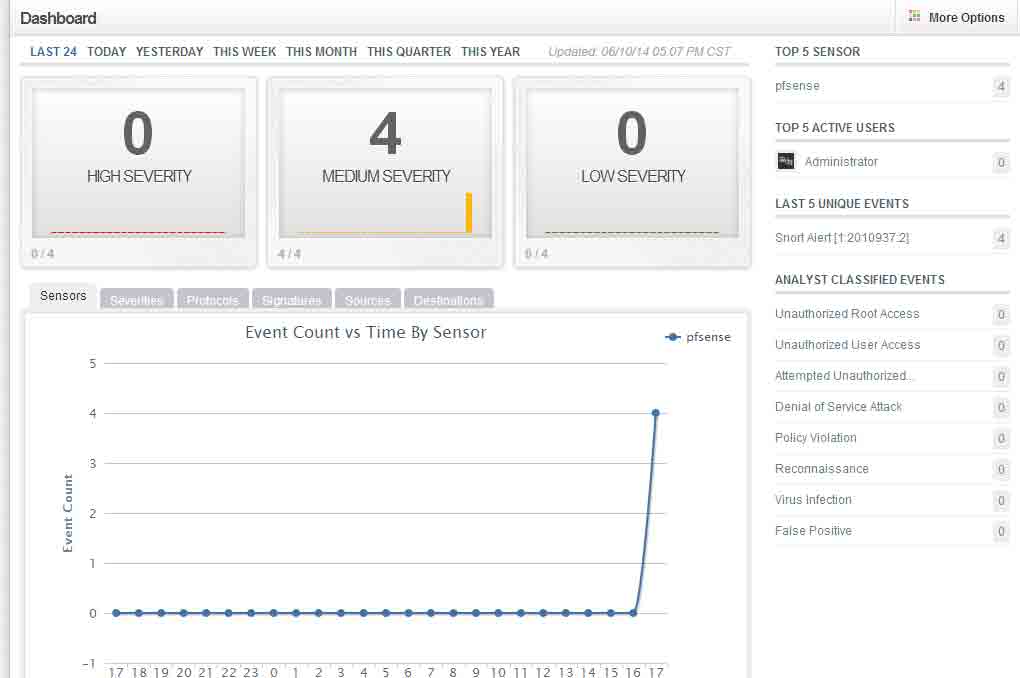 Dashboard
More Options
LAST 24 TODAY YESTERDAY THIS WEEK THIS MONTH THIS QUARTER THIS YEAR Updated: 06/10/14 05:07 PM CST
0
HIGH SEVERITY
0 / 4
4
MEDIUM SEVERITY
4 / 4
0
LOW SEVERITY
0 / 4
Sensors Severities Protocols Signatures Sources Destinations
Event Count vs Time By Sensor
pfsense
5
4
3
2
1
0
−1
Event Count
17 18 19 20 21 22 23 0 1 2 3 4 5 6 7 8 9 10 11 12 13 14 15 16 17
TOP 5 SENSOR
pfsense 4
TOP 5 ACTIVE USERS
Administrator 0
LAST 5 UNIQUE EVENTS
Snort Alert [1:2010937:2] 4
ANALYST CLASSIFIED EVENTS
Unauthorized Root Access 0
Unauthorized User Access 0
Attempted Unauthorized... 0
Denial of Service Attack 0
Policy Violation 0
Reconnaissance 0
Virus Infection 0
False Positive 0